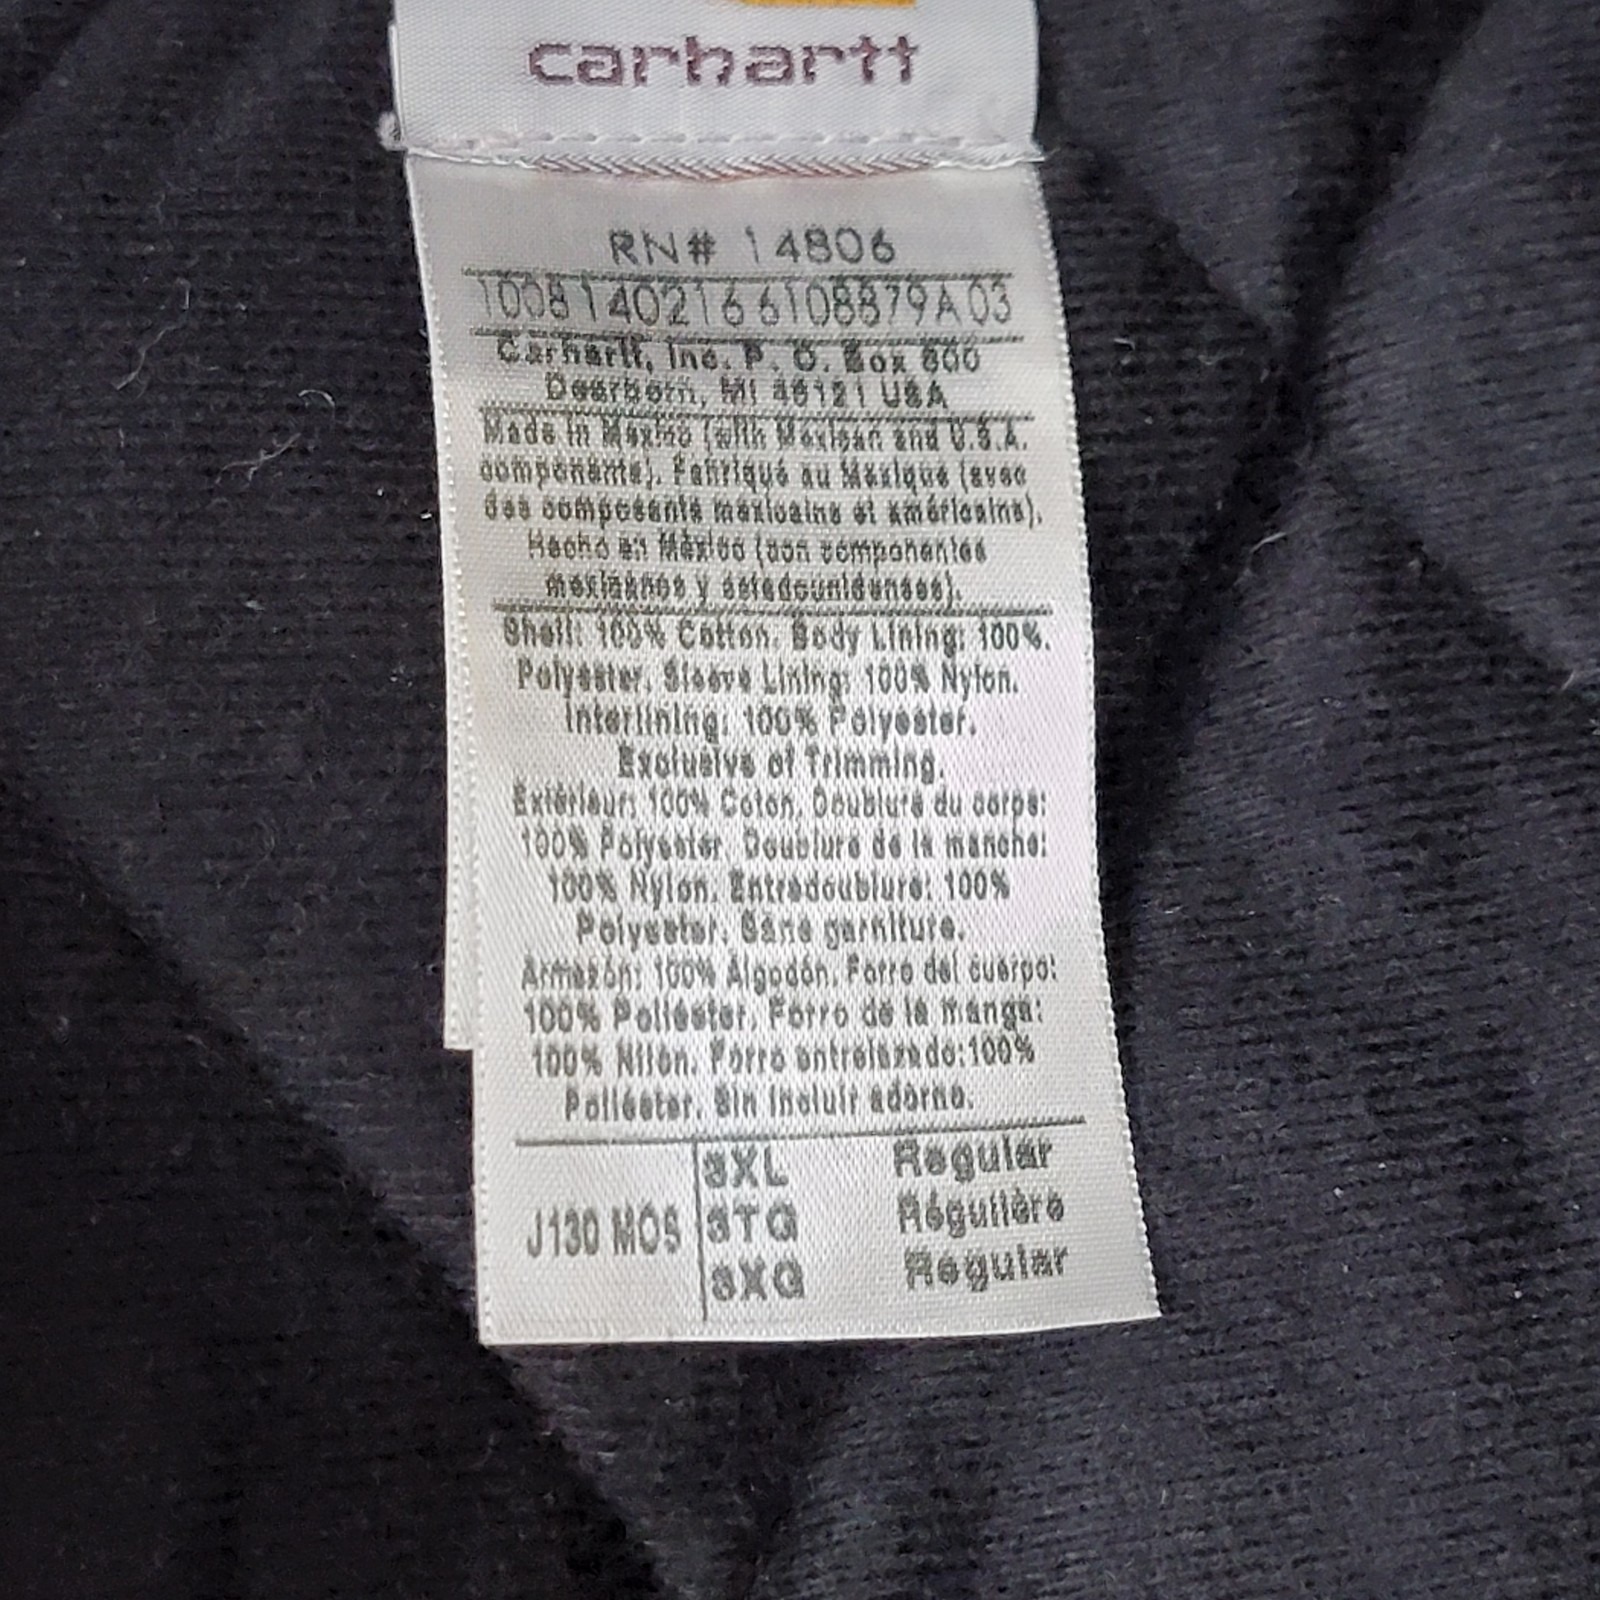 carhartt
RN# 14806
10081402166108879A03
Carhartt, Inc. P. O. Box 600
Dearborn, MI 48121 USA
Made in Mexico (with Mexican and U.S.A.
components). Fabriqué au Mexique (avec
des composants mexicains et américains).
Hecho en México (con componentes
mexicanos y estadounidenses).
Shell: 100% Cotton. Body Lining: 100%.
Polyester. Sleeve Lining: 100% Nylon.
Interlining: 100% Polyester.
Exclusive of Trimming.
Extérieur: 100% Coton. Doublure du corps:
100% Polyester. Doublure de la manche:
100% Nylon. Entredoublure: 100%
Polyester. Sans garniture.
Armazón: 100% Algodón. Forro del cuerpo:
100% Poliéster. Forro de la manga:
100% Nilón. Forro entrelazado:100%
Poliéster. Sin incluir adorno.
3XL Regular
J130 MOS 3TG Régulière
3XG Regular